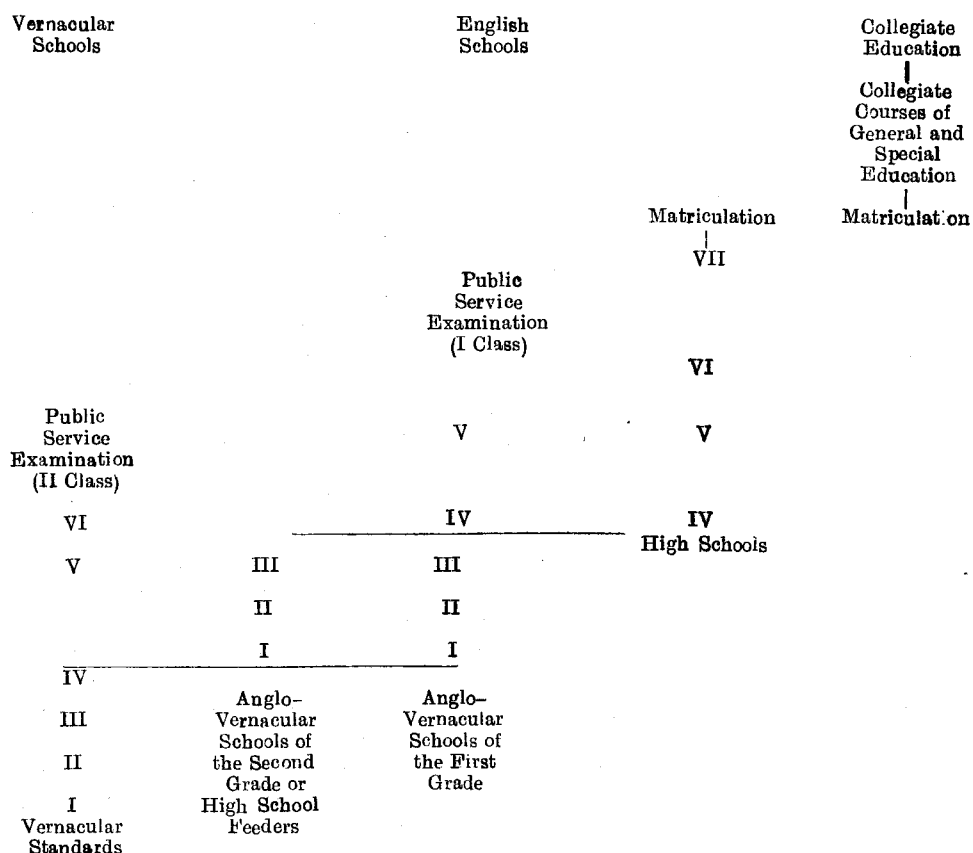 Vernacular Schools
English Schools
Collegiate Education
Collegiate Courses of General and Special Education
Matriculation
Matriculation
VII
Public Service Examination (I Class)
VI
Public Service Examination (II Class)
V
V
VI
IV
IV
High Schools
V
III
III
II
II
I
I
IV
III
II
I
Vernacular Standards
Anglo-Vernacular Schools of the Second Grade or High School Feeders
Anglo-Vernacular Schools of the First Grade